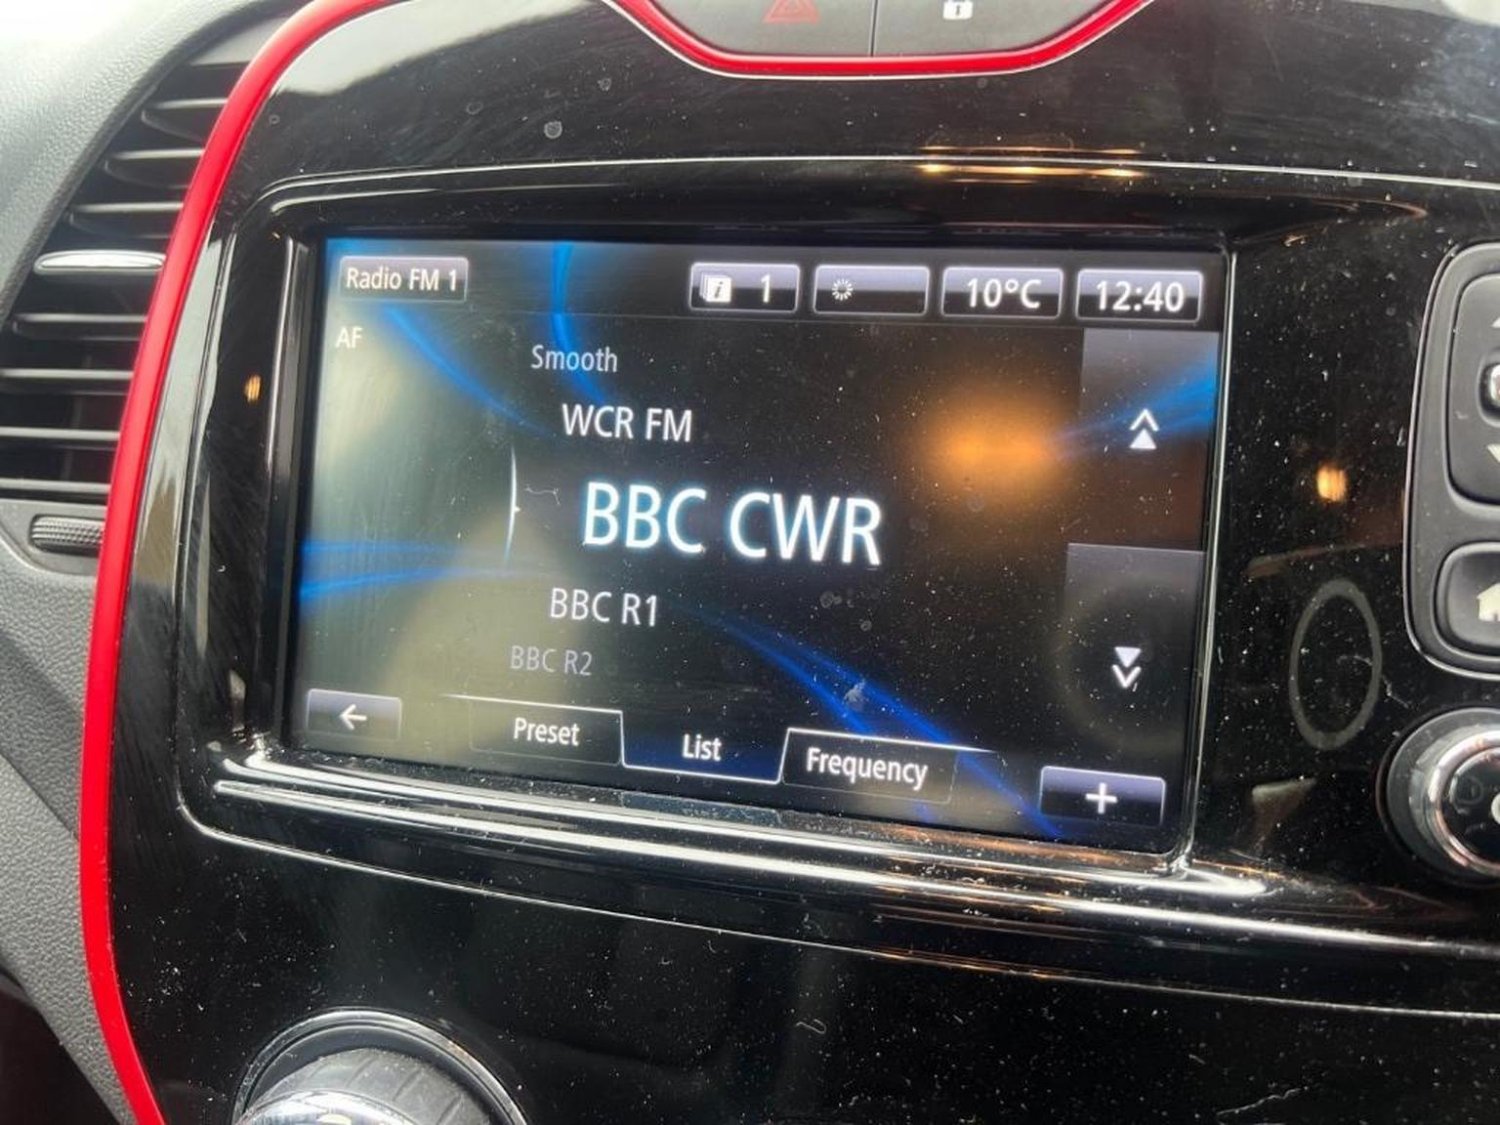 Radio FM 1
1
10°C
12:40
AF
Smooth
WCR FM
BBC CWR
BBC R1
BBC R2
Preset
List
Frequency